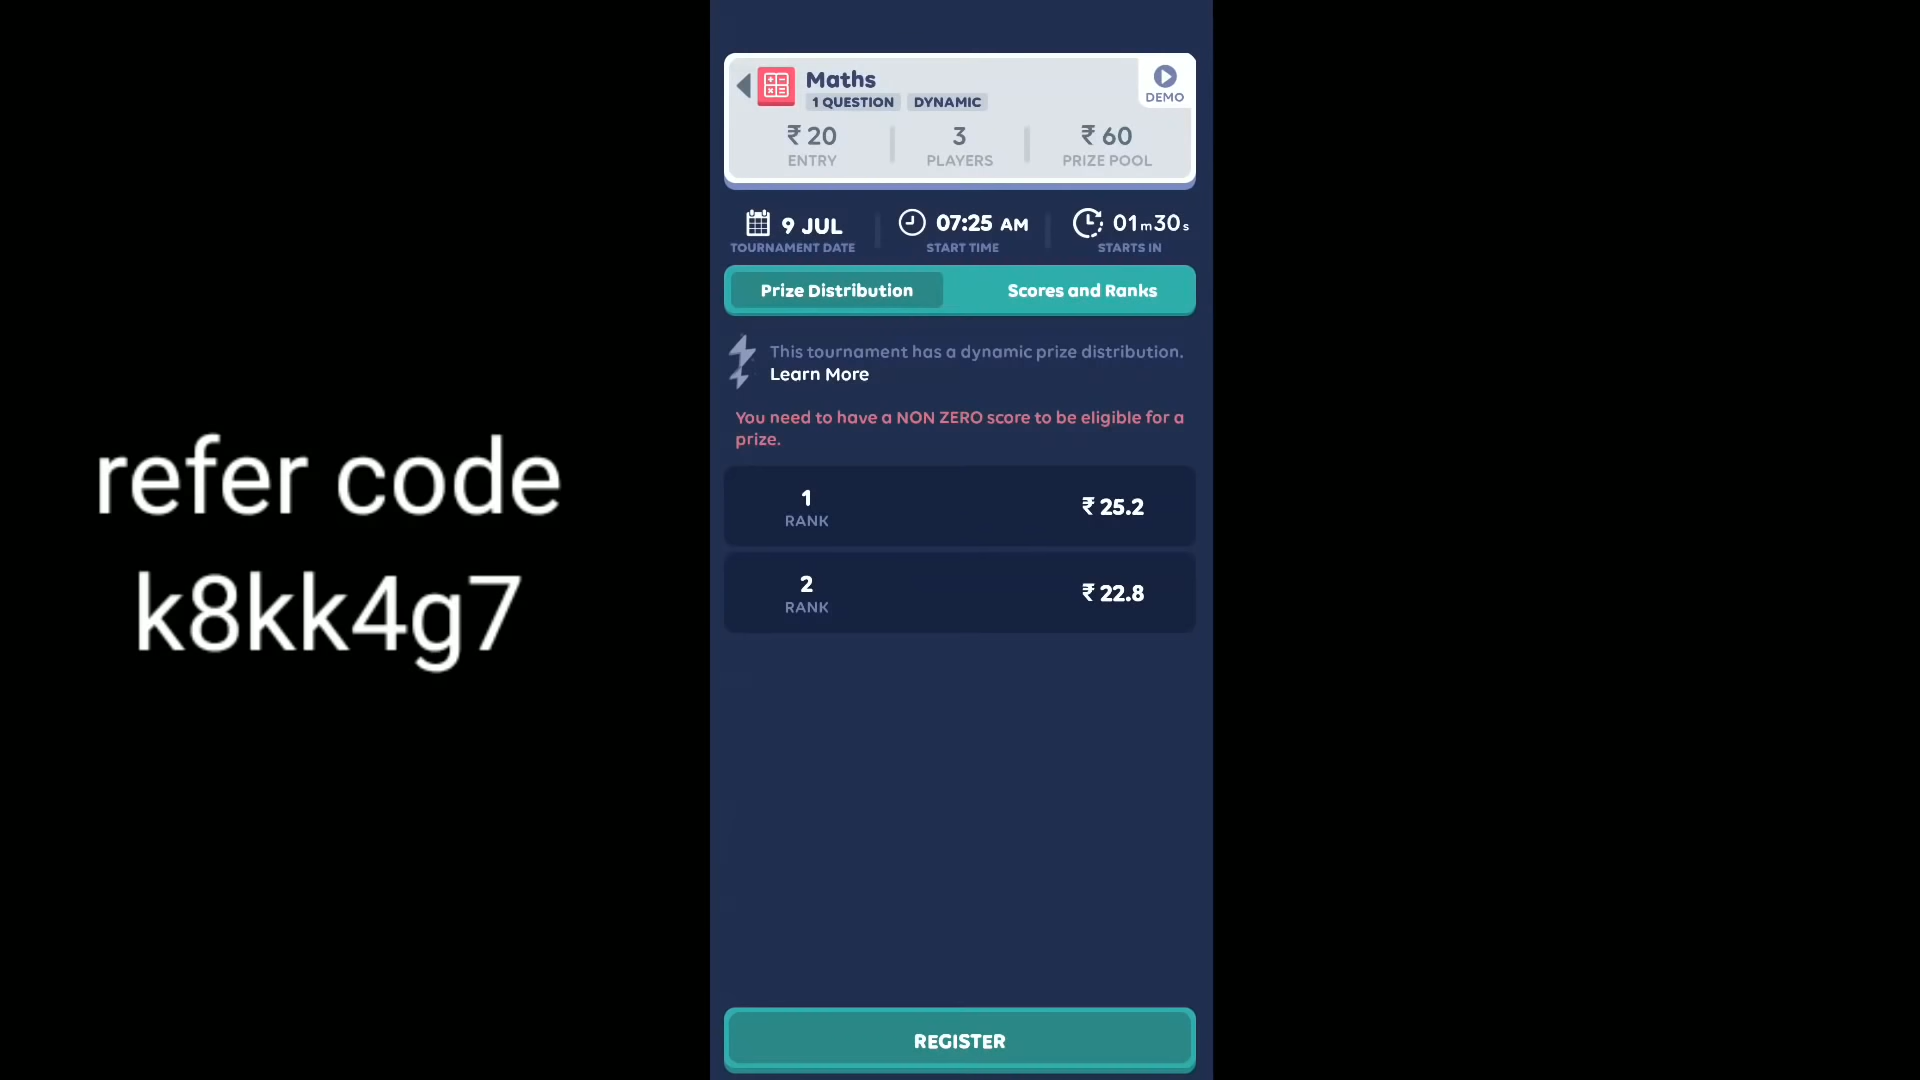 refer code
k8kk4g7
Maths
1 QUESTION DYNAMIC
DEMO
₹ 20 3 ₹ 60
ENTRY PLAYERS PRIZE POOL
9 JUL 07:25 AM 01m30s
TOURNAMENT DATE START TIME STARTS IN
Prize Distribution Scores and Ranks
This tournament has a dynamic prize distribution.
Learn More
You need to have a NON ZERO score to be eligible for a
prize.
1 ₹ 25.2
RANK
2 ₹ 22.8
RANK
REGISTER